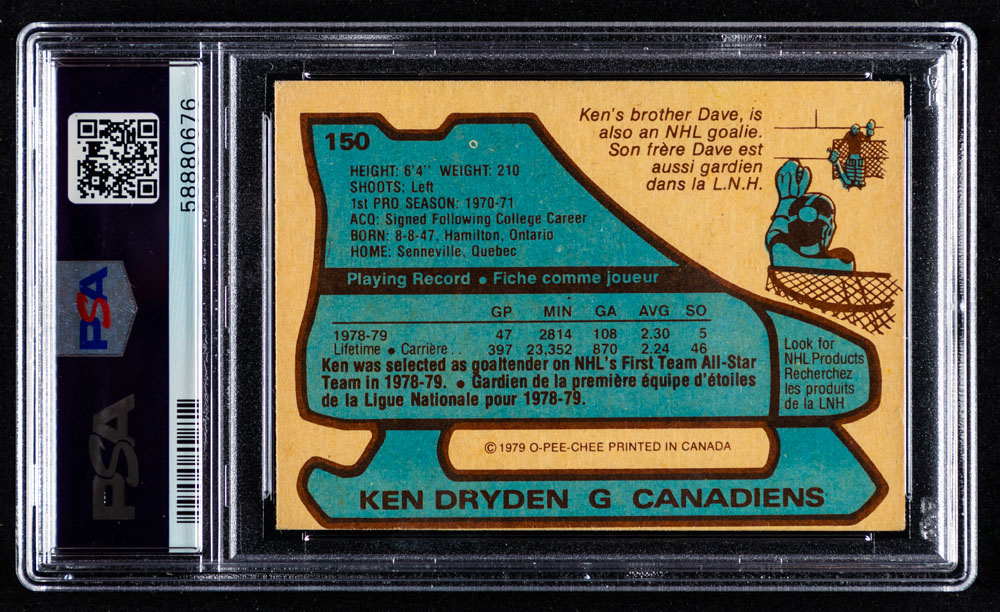 58880676
PSA
PSA
150
HEIGHT: 6'4'' WEIGHT: 210
SHOOTS: Left
1st PRO SEASON: 1970-71
ACQ: Signed Following College Career
BORN: 8-8-47, Hamilton, Ontario
HOME: Senneville, Quebec
Ken's brother Dave, is
also an NHL goalie.
Son frère Dave est
aussi gardien
dans la L.N.H.
Playing Record • Fiche comme joueur
GP MIN GA AVG SO
1978-79 47 2814 108 2.30 5
Lifetime • Carrière . . 397 23,352 870 2.24 46
Ken was selected as goaltender on NHL's First Team All-Star
Team in 1978-79. • Gardien de la première équipe d'étoiles
de la Ligue Nationale pour 1978-79.
Look for
NHL Products
Recherchez
les produits
de la LNH
© 1979 O-PEE-CHEE PRINTED IN CANADA
KEN DRYDEN G CANADIENS